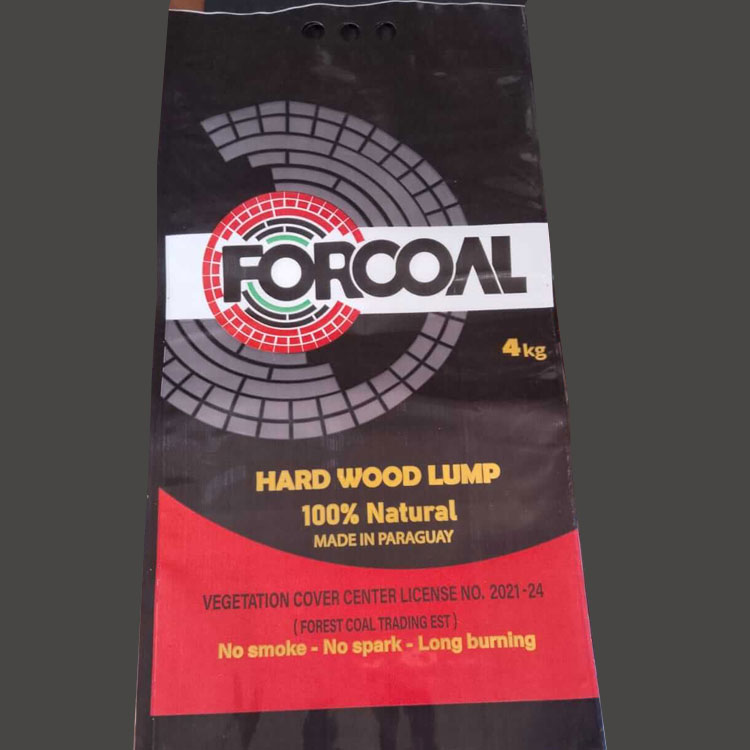 FORCOAL
4kg
HARD WOOD LUMP
100% Natural
MADE IN PARAGUAY
VEGETATION COVER CENTER LICENSE NO. 2021-24
( FOREST COAL TRADING EST )
No smoke - No spark - Long burning